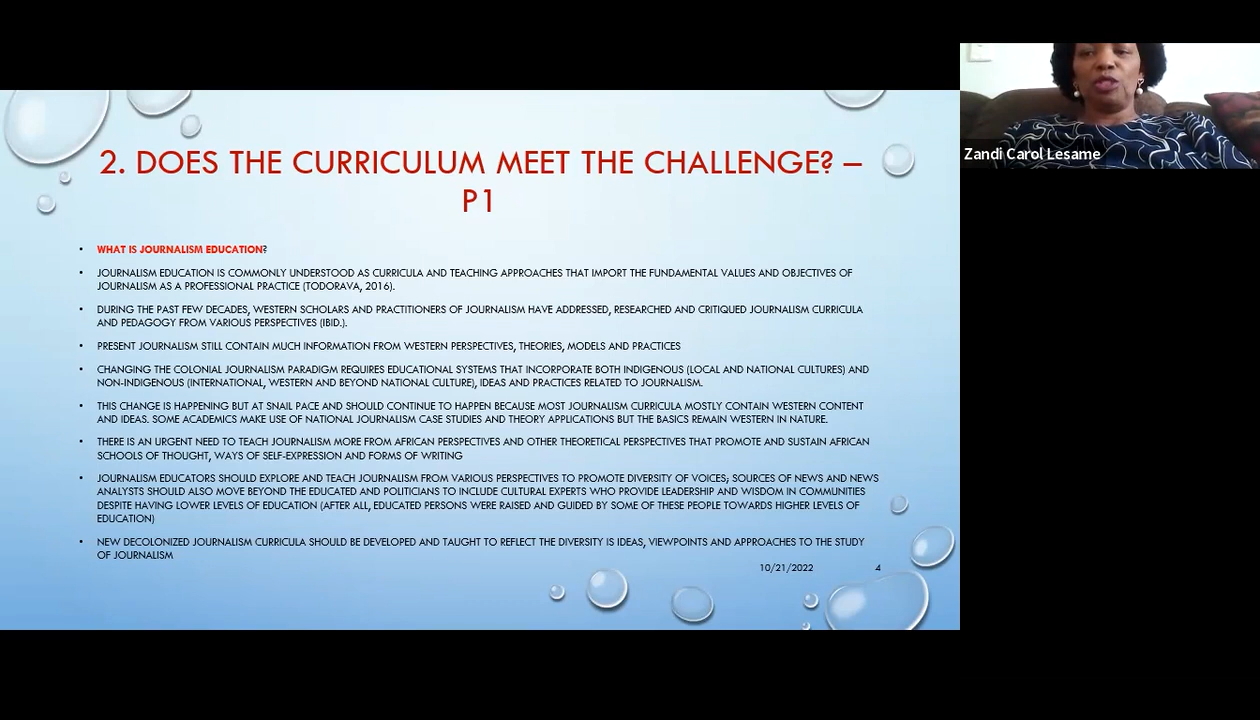 2. DOES THE CURRICULUM MEET THE CHALLENGE? –
P1
• WHAT IS JOURNALISM EDUCATION?
• JOURNALISM EDUCATION IS COMMONLY UNDERSTOOD AS CURRICULA AND TEACHING APPROACHES THAT IMPORT THE FUNDAMENTAL VALUES AND OBJECTIVES OF
JOURNALISM AS A PROFESSIONAL PRACTICE (TODORAVA, 2016).
• DURING THE PAST FEW DECADES, WESTERN SCHOLARS AND PRACTITIONERS OF JOURNALISM HAVE ADDRESSED, RESEARCHED AND CRITIQUED JOURNALISM CURRICULA
AND PEDAGOGY FROM VARIOUS PERSPECTIVES (IBID.).
• PRESENT JOURNALISM STILL CONTAIN MUCH INFORMATION FROM WESTERN PERSPECTIVES, THEORIES, MODELS AND PRACTICES
• CHANGING THE COLONIAL JOURNALISM PARADIGM REQUIRES EDUCATIONAL SYSTEMS THAT INCORPORATE BOTH INDIGENOUS (LOCAL AND NATIONAL CULTURES) AND
NON-INDIGENOUS (INTERNATIONAL, WESTERN AND BEYOND NATIONAL CULTURE), IDEAS AND PRACTICES RELATED TO JOURNALISM.
• THIS CHANGE IS HAPPENING BUT AT SNAIL PACE AND SHOULD CONTINUE TO HAPPEN BECAUSE MOST JOURNALISM CURRICULA MOSTLY CONTAIN WESTERN CONTENT
AND IDEAS. SOME ACADEMICS MAKE USE OF NATIONAL JOURNALISM CASE STUDIES AND THEORY APPLICATIONS BUT THE BASICS REMAIN WESTERN IN NATURE.
• THERE IS AN URGENT NEED TO TEACH JOURNALISM MORE FROM AFRICAN PERSPECTIVES AND OTHER THEORETICAL PERSPECTIVES THAT PROMOTE AND SUSTAIN AFRICAN
SCHOOLS OF THOUGHT, WAYS OF SELF-EXPRESSION AND FORMS OF WRITING
• JOURNALISM EDUCATORS SHOULD EXPLORE AND TEACH JOURNALISM FROM VARIOUS PERSPECTIVES TO PROMOTE DIVERSITY OF VOICES; SOURCES OF NEWS AND NEWS
ANALYSTS SHOULD ALSO MOVE BEYOND THE EDUCATED AND POLITICIANS TO INCLUDE CULTURAL EXPERTS WHO PROVIDE LEADERSHIP AND WISDOM IN COMMUNITIES
DESPITE HAVING LOWER LEVELS OF EDUCATION (AFTER ALL, EDUCATED PERSONS WERE RAISED AND GUIDED BY SOME OF THESE PEOPLE TOWARDS HIGHER LEVELS OF
EDUCATION)
• NEW DECOLONIZED JOURNALISM CURRICULA SHOULD BE DEVELOPED AND TAUGHT TO REFLECT THE DIVERSITY IS IDEAS, VIEWPOINTS AND APPROACHES TO THE STUDY
OF JOURNALISM
10/21/2022 4
Zandi Carol Lesame